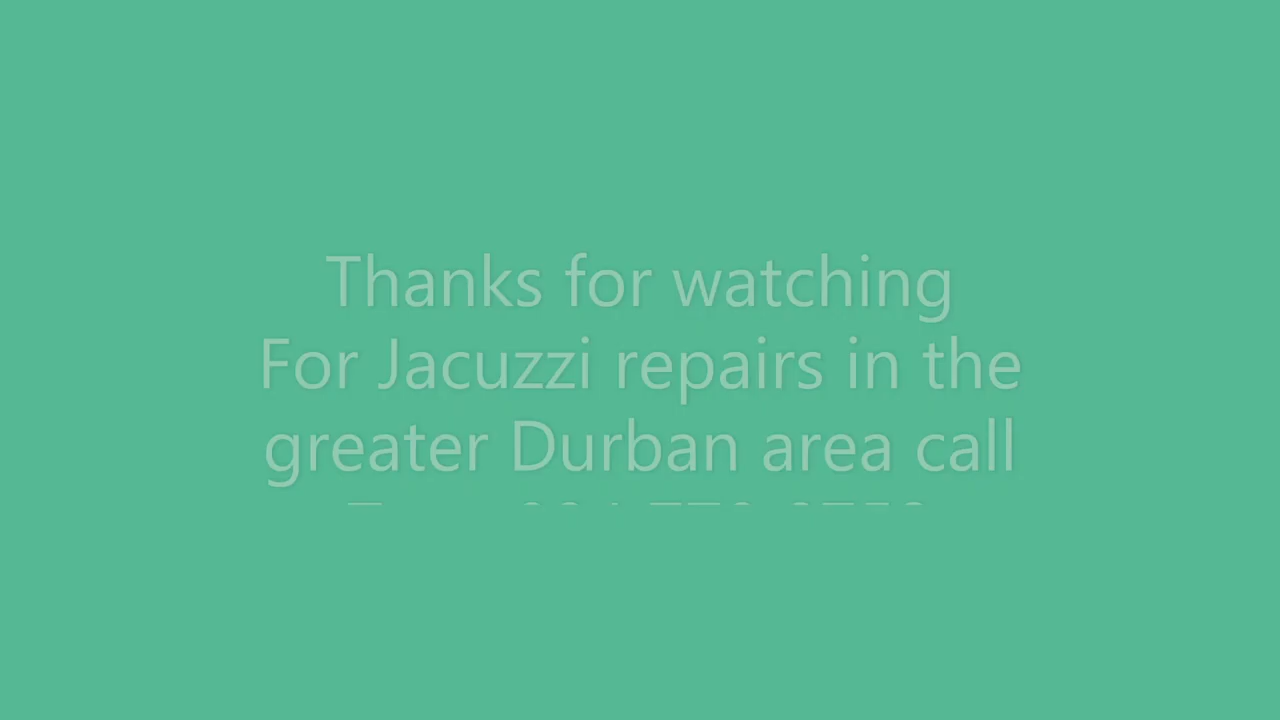 Thanks for watching
For Jacuzzi repairs in the
greater Durban area call